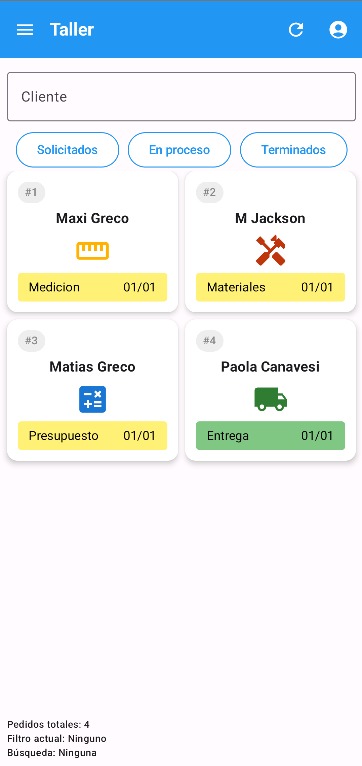 Taller
Cliente
Solicitados En proceso Terminados
#1 #2
Maxi Greco M Jackson
Medicion 01/01 Materiales 01/01
#3 #4
Matias Greco Paola Canavesi
Presupuesto 01/01 Entrega 01/01
Pedidos totales: 4
Filtro actual: Ninguno
Búsqueda: Ninguna